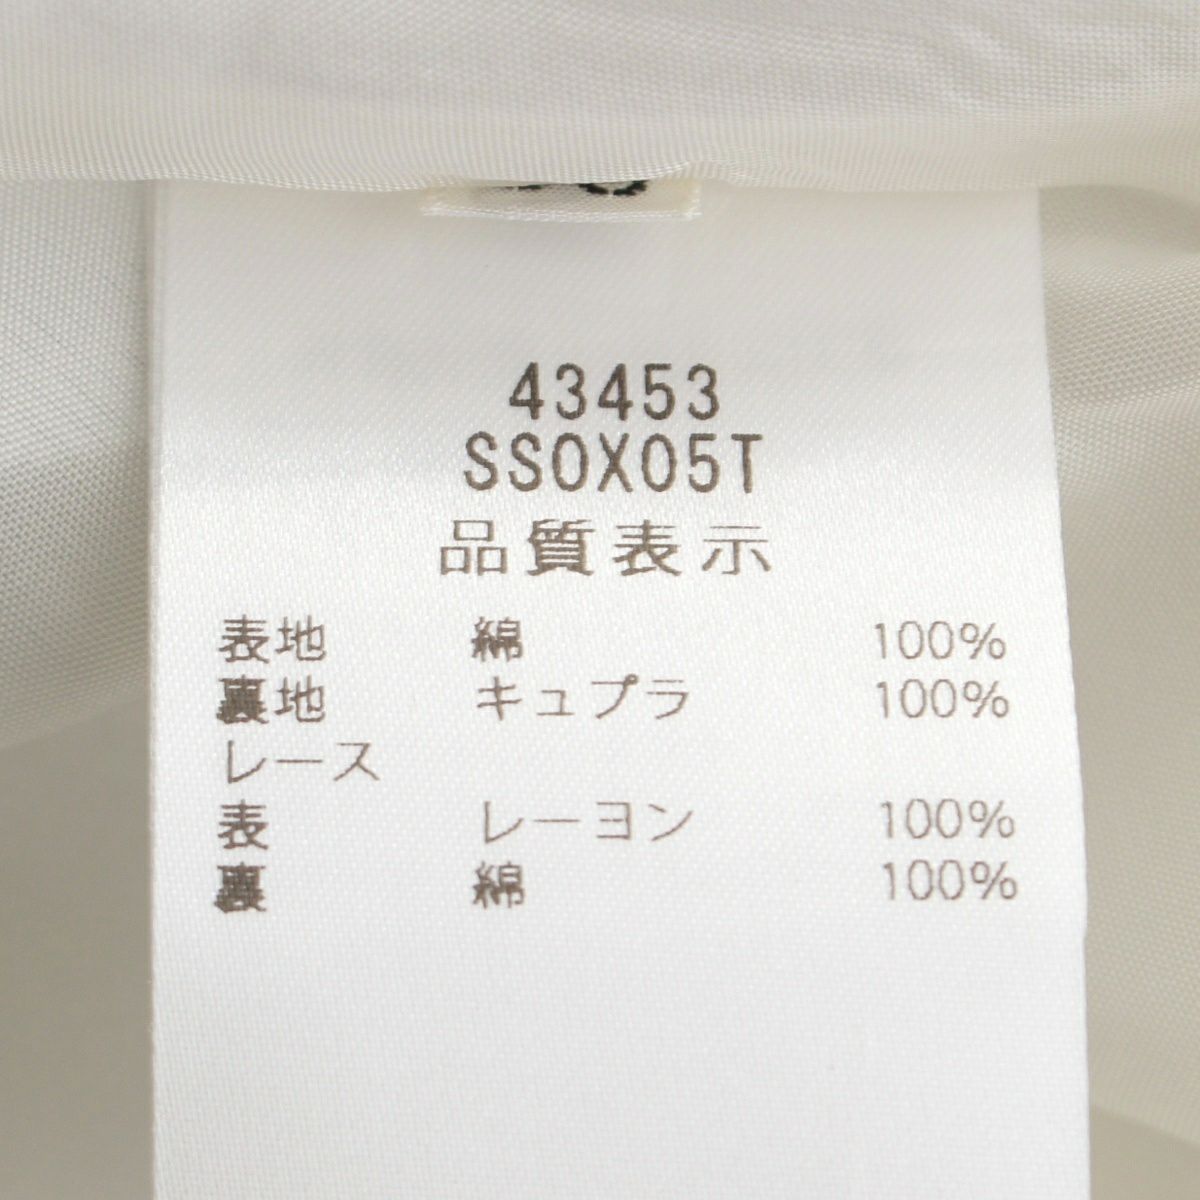 43453
SSOX05T
品質表示
表地 綿 100%
裏地 キュプラ 100%
レース
表 レーヨン 100%
裏 綿 100%